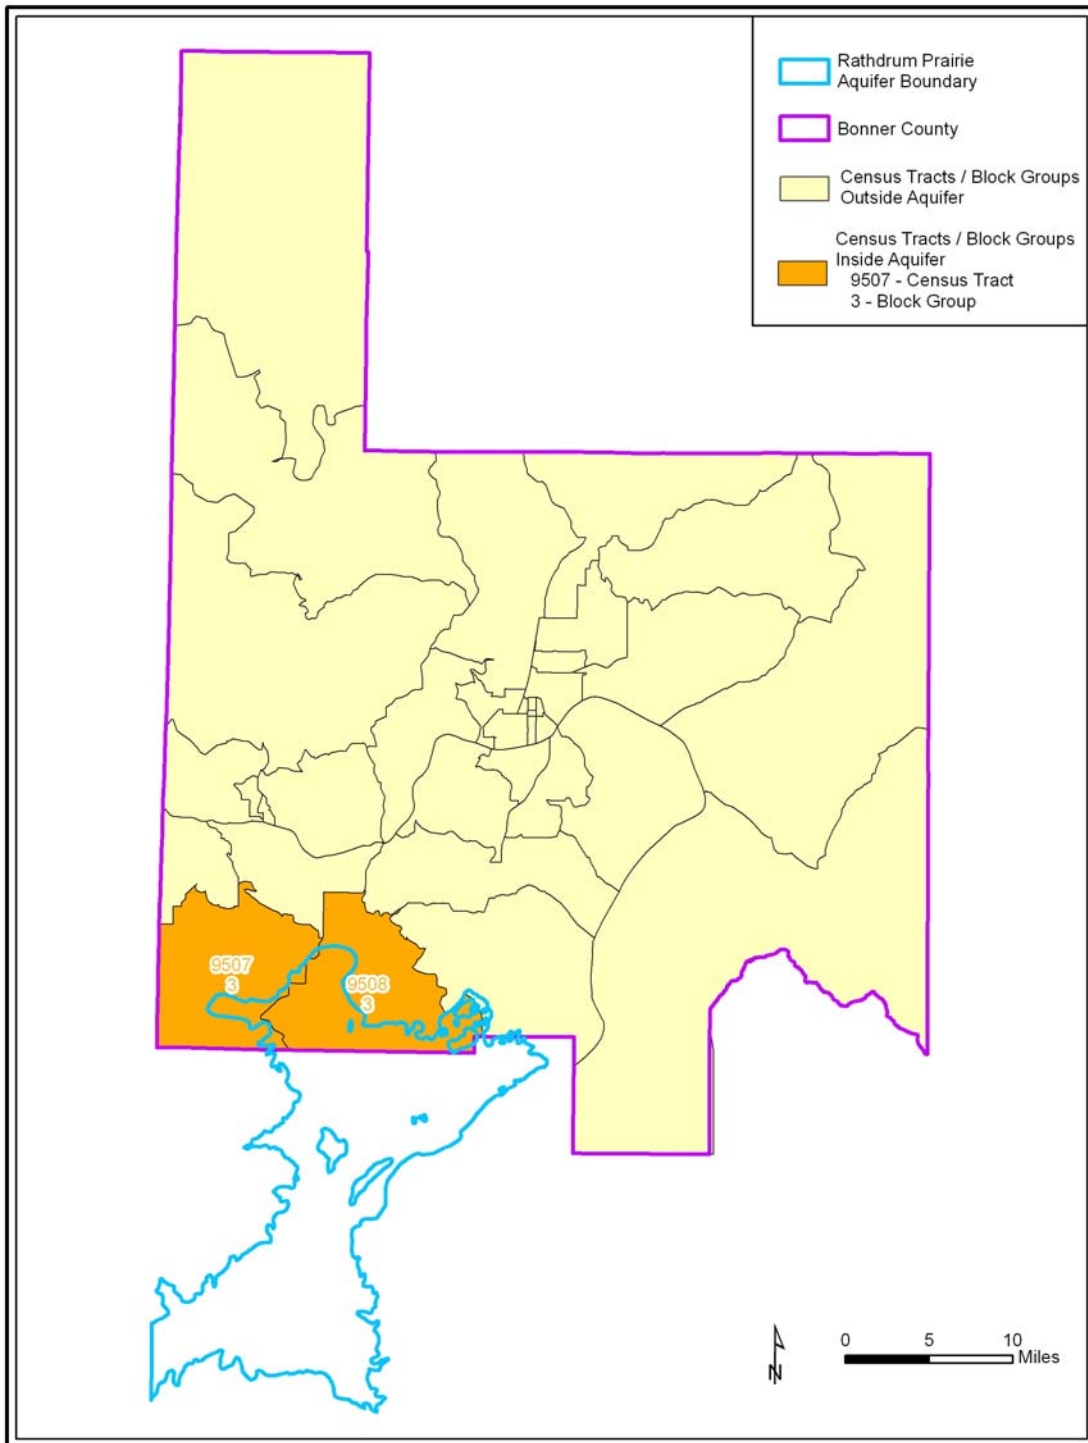 Rathdrum Prairie
Aquifer Boundary
Bonner County
Census Tracts / Block Groups
Outside Aquifer
Census Tracts / Block Groups
Inside Aquifer
9507 - Census Tract
3 - Block Group
9507
3
9508
3
N
0 5 10
Miles